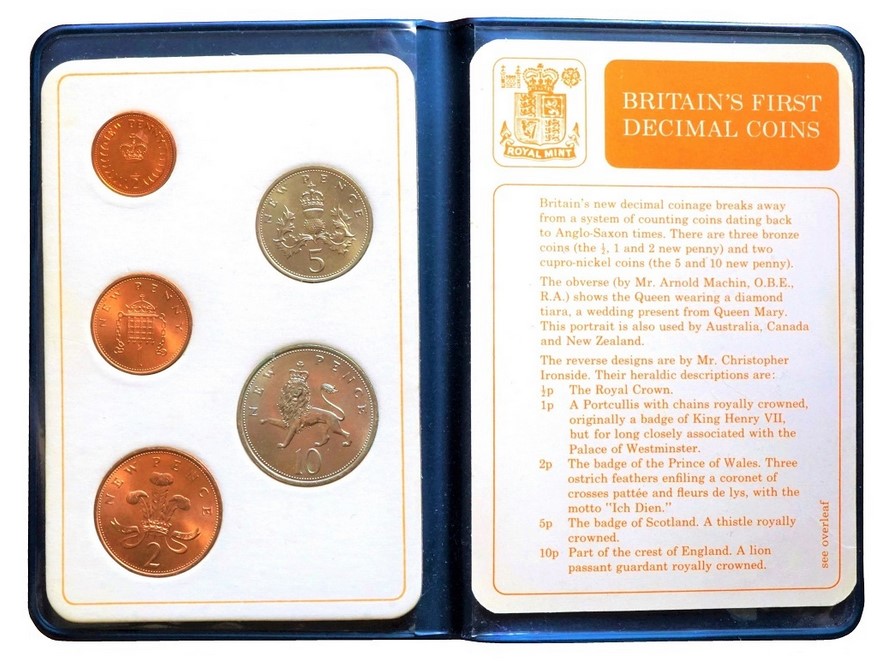 NEW PENNY
NEW PENCE
5
NEW PENNY
NEW PENCE
10
NEW PENCE
2
ROYAL MINT
BRITAIN'S FIRST
DECIMAL COINS
Britain's new decimal coinage breaks away
from a system of counting coins dating back
to Anglo-Saxon times. There are three bronze
coins (the ½, 1 and 2 new penny) and two
cupro-nickel coins (the 5 and 10 new penny).
The obverse (by Mr. Arnold Machin, O.B.E.,
R.A.) shows the Queen wearing a diamond
tiara, a wedding present from Queen Mary.
This portrait is also used by Australia, Canada
and New Zealand.
The reverse designs are by Mr. Christopher
Ironside. Their heraldic descriptions are:
½p The Royal Crown.
1p A Portcullis with chains royally crowned,
originally a badge of King Henry VII,
but for long closely associated with the
Palace of Westminster.
2p The badge of the Prince of Wales. Three
ostrich feathers enfiling a coronet of
crosses pattée and fleurs de lys, with the
motto "Ich Dien."
5p The badge of Scotland. A thistle royally
crowned.
10p Part of the crest of England. A lion
passant guardant royally crowned.
see overleaf